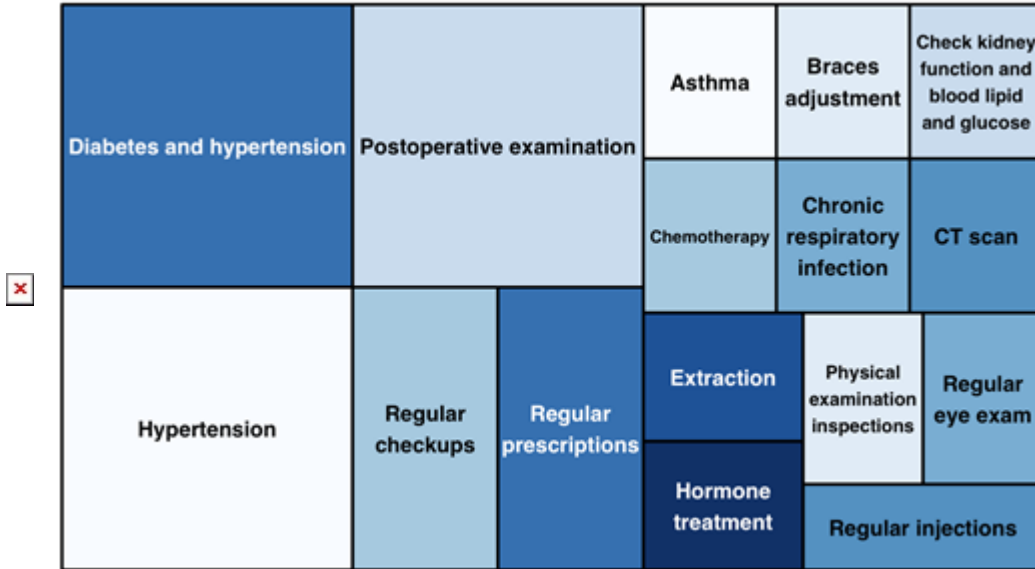 Diabetes and hypertension
Postoperative examination
Asthma
Braces
adjustment
Check kidney
function and
blood lipid
and glucose
Chemotherapy
Chronic
respiratory
infection
CT scan
Hypertension
Regular
checkups
Regular
prescriptions
Extraction
Physical
examination
inspections
Regular
eye exam
Hormone
treatment
Regular injections